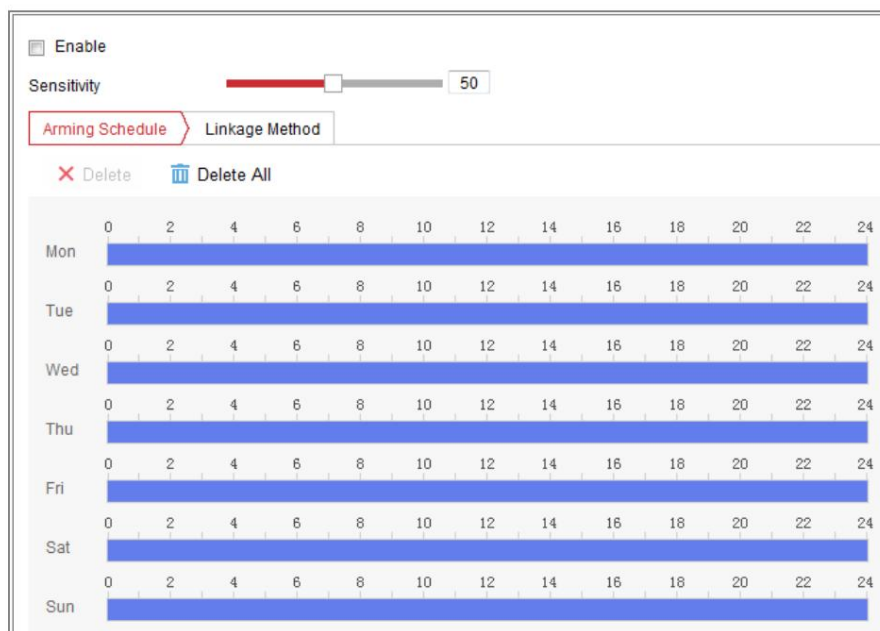 Enable
Sensitivity 50
Arming Schedule Linkage Method
Delete Delete All
0 2 4 6 8 10 12 14 16 18 20 22 24
Mon
0 2 4 6 8 10 12 14 16 18 20 22 24
Tue
0 2 4 6 8 10 12 14 16 18 20 22 24
Wed
0 2 4 6 8 10 12 14 16 18 20 22 24
Thu
0 2 4 6 8 10 12 14 16 18 20 22 24
Fri
0 2 4 6 8 10 12 14 16 18 20 22 24
Sat
0 2 4 6 8 10 12 14 16 18 20 22 24
Sun